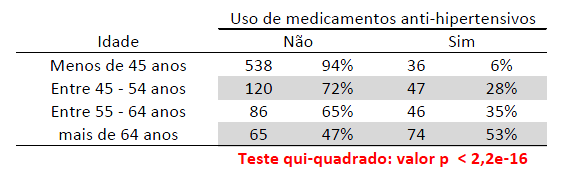 Uso de medicamentos anti-hipertensivos
Idade Não Sim
Menos de 45 anos 538 94% 36 6%
Entre 45 - 54 anos 120 72% 47 28%
Entre 55 - 64 anos 86 65% 46 35%
mais de 64 anos 65 47% 74 53%
Teste qui-quadrado: valor p < 2,2e-16